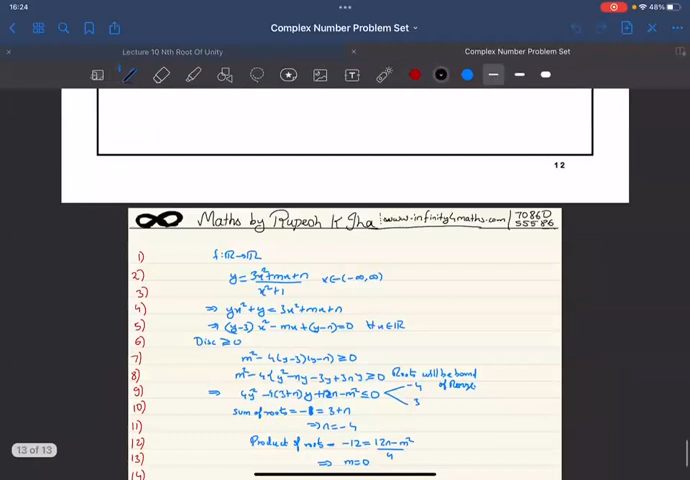 16:24
48%
Complex Number Problem Set
Lecture 10 Nth Root Of Unity
Complex Number Problem Set
12
Maths by Rupesh K Jha
www.infinity4maths.com
7086D
55586
1) f:ℝ→ℝ
2) y = (3x²+mx+n)/(x²+1) x∈(-∞,∞)
3)
4) ⇒ yx²+y = 3x²+mx+n
5) ⇒ (y-3)x²-mx+(y-n)=0 ∀x∈ℝ
6) Disc ≥ 0
7) m²-4(y-3)(y-n) ≥ 0
8) m²-4{y²-ny-3y+3n} ≥ 0 Roots will be bound
9) ⇒ 4y²-4(3+n)y+12n-m² ≤ 0 -4 of Range
3
10) sum of roots = -1 = 3+n
11) ⇒ n=-4
12) Product of roots = -12 = (12n-m²)/4
13) ⇒ m=0
14)
13 of 13